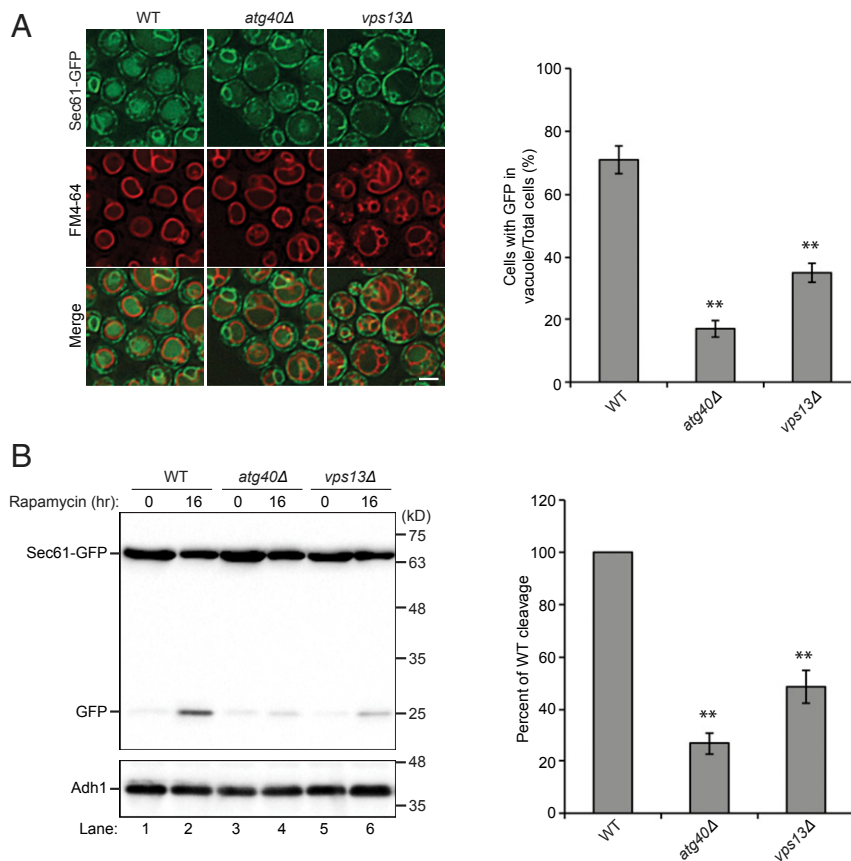 A
WT atg40Δ vps13Δ
Sec61-GFP
FM4-64
Merge
Cells with GFP in
vacuole/Total cells (%)
100
80
60
40
20
0
**
**
WT atg40Δ vps13Δ
B
WT atg40Δ vps13Δ
Rapamycin (hr): 0 16 0 16 0 16
(kD)
Sec61-GFP
75
63
48
35
GFP
25
48
Adh1
35
Lane: 1 2 3 4 5 6
Percent of WT cleavage
120
100
80
60
40
20
0
**
**
WT atg40Δ vps13Δ